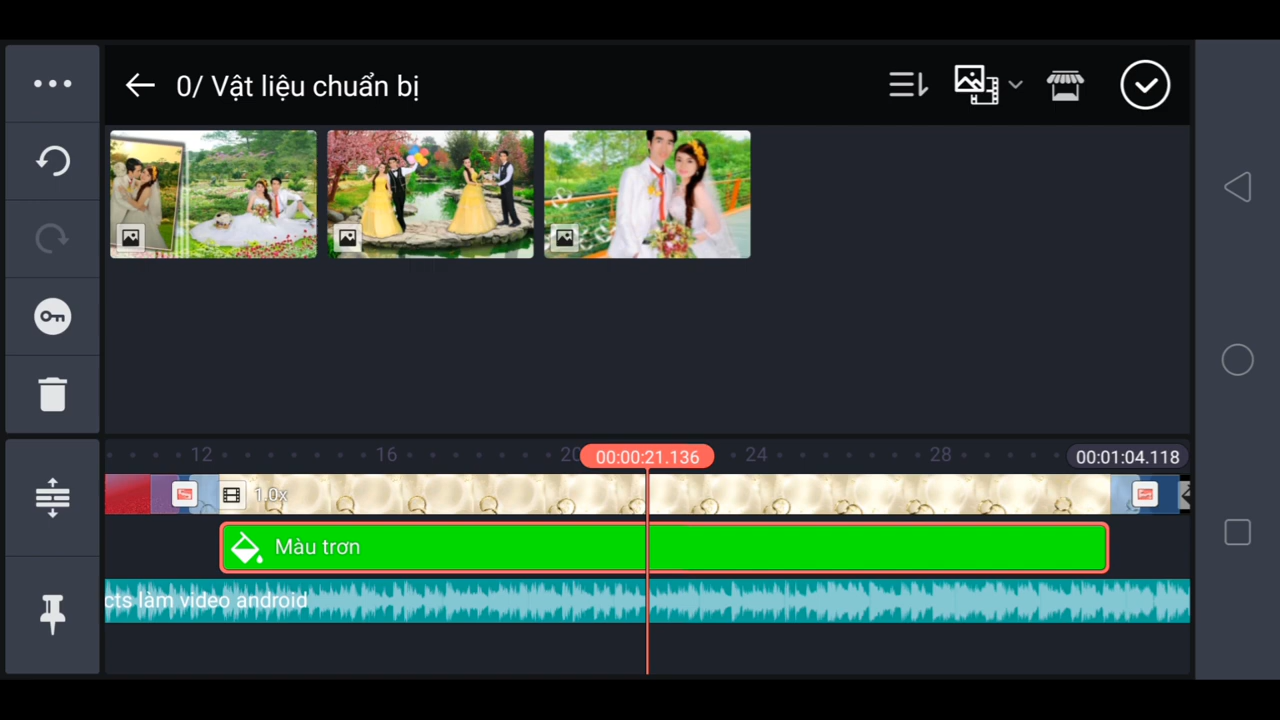 0/ Vật liệu chuẩn bị
12
16
20
00:00:21.136
24
28
00:01:04.118
1.0x
Màu trơn
cts làm video android